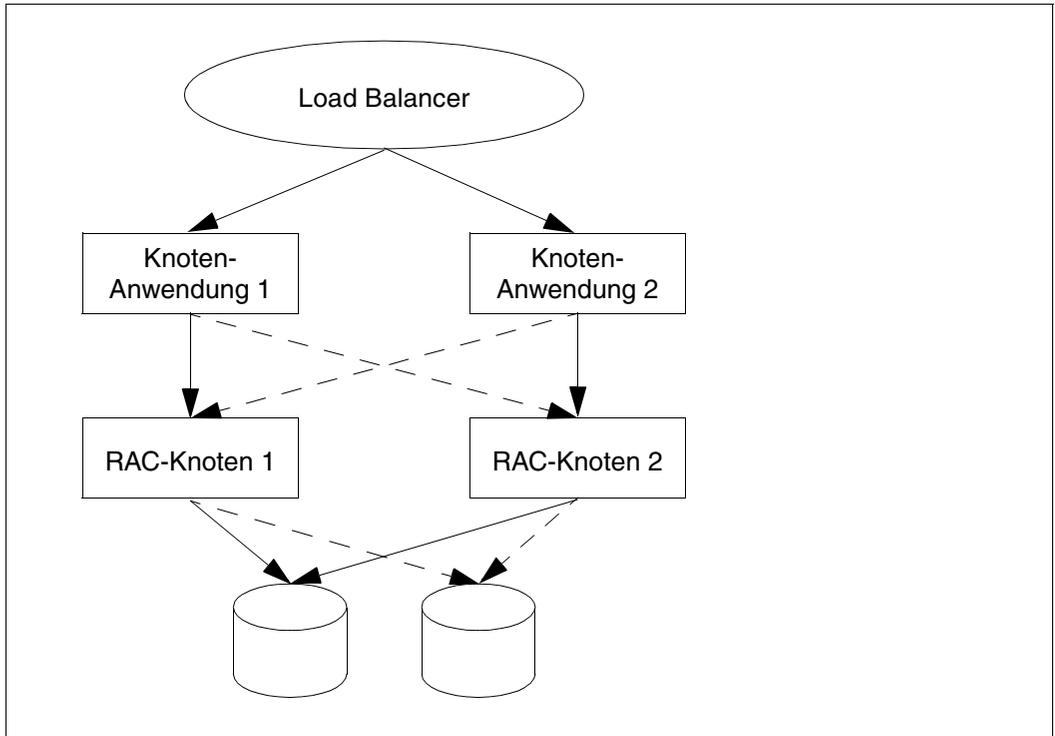 Load Balancer
Knoten-
Anwendung 1
Knoten-
Anwendung 2
RAC-Knoten 1
RAC-Knoten 2